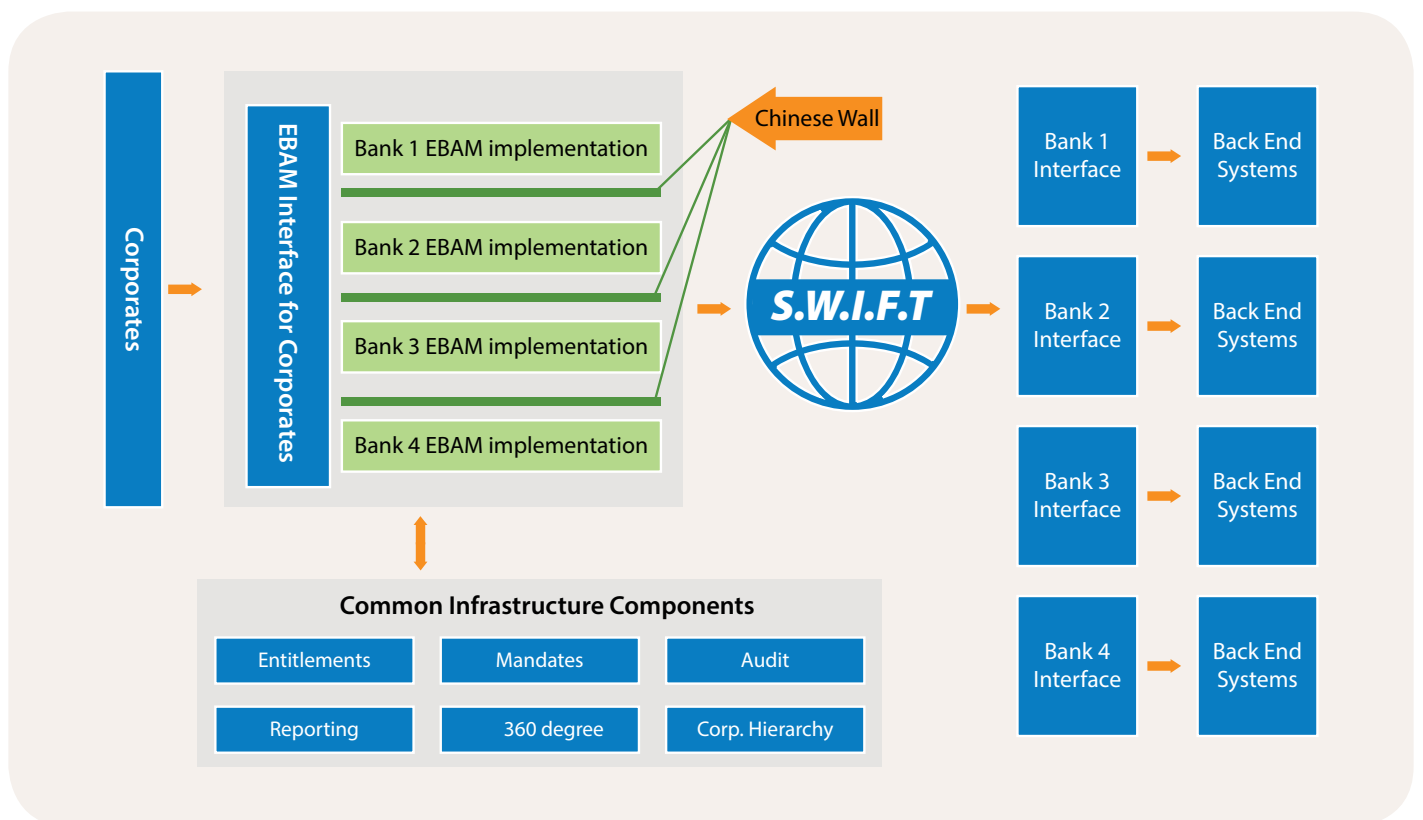 Corporates
EBAM Interface for Corporates
Bank 1 EBAM implementation
Bank 2 EBAM implementation
Bank 3 EBAM implementation
Bank 4 EBAM implementation
Chinese Wall
S.W.I.F.T
Bank 1
Interface
Back End
Systems
Bank 2
Interface
Back End
Systems
Bank 3
Interface
Back End
Systems
Bank 4
Interface
Back End
Systems
Common Infrastructure Components
Entitlements
Mandates
Audit
Reporting
360 degree
Corp. Hierarchy